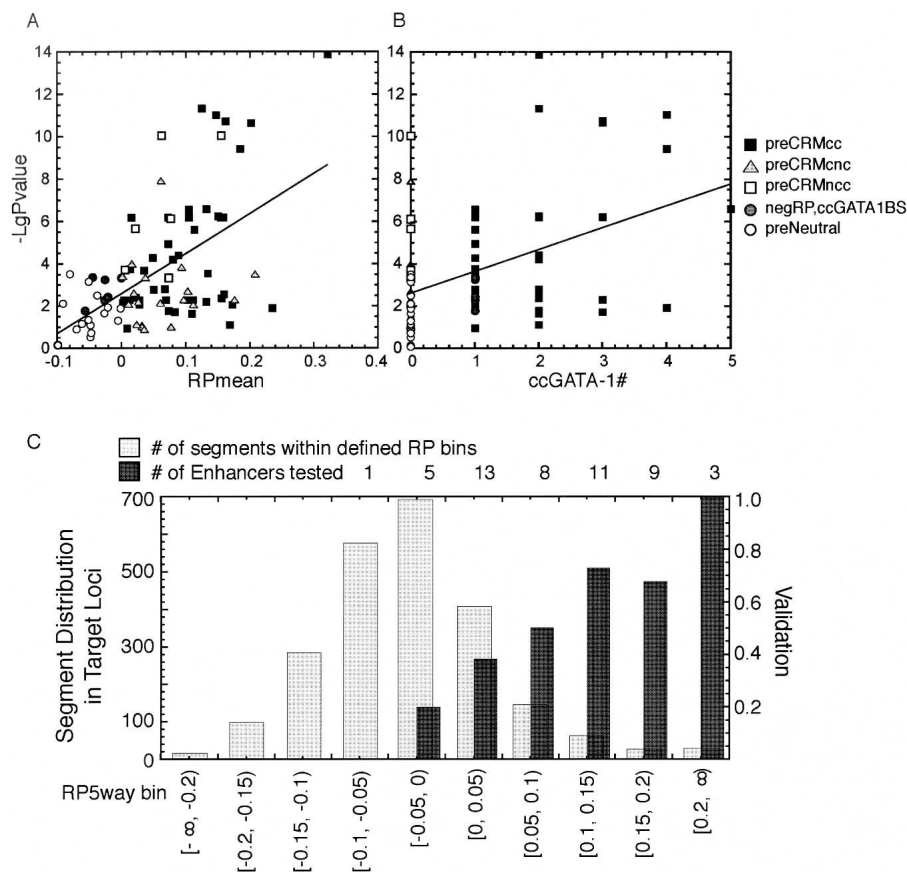 A
B
14
12
10
8
6
4
2
0
-LgPvalue
-0.1 0 0.1 0.2 0.3 0.4
RPmean
14
12
10
8
6
4
2
0
0 1 2 3 4 5
ccGATA-1#
preCRMcc
preCRMcnc
preCRMncc
negRP,ccGATA1BS
preNeutral
C
# of segments within defined RP bins
# of Enhancers tested 1 5 13 8 11 9 3
700
500
300
100
0
Segment Distribution
in Target Loci
1.0
0.8
0.6
0.4
0.2
Validation
RP5way bin
[- ∞, -0.2)
[-0.2, -0.15)
[-0.15, -0.1)
[-0.1, -0.05)
[-0.05, 0)
[0, 0.05)
[0.05, 0.1)
[0.1, 0.15)
[0.15, 0.2)
[0.2, ∞)